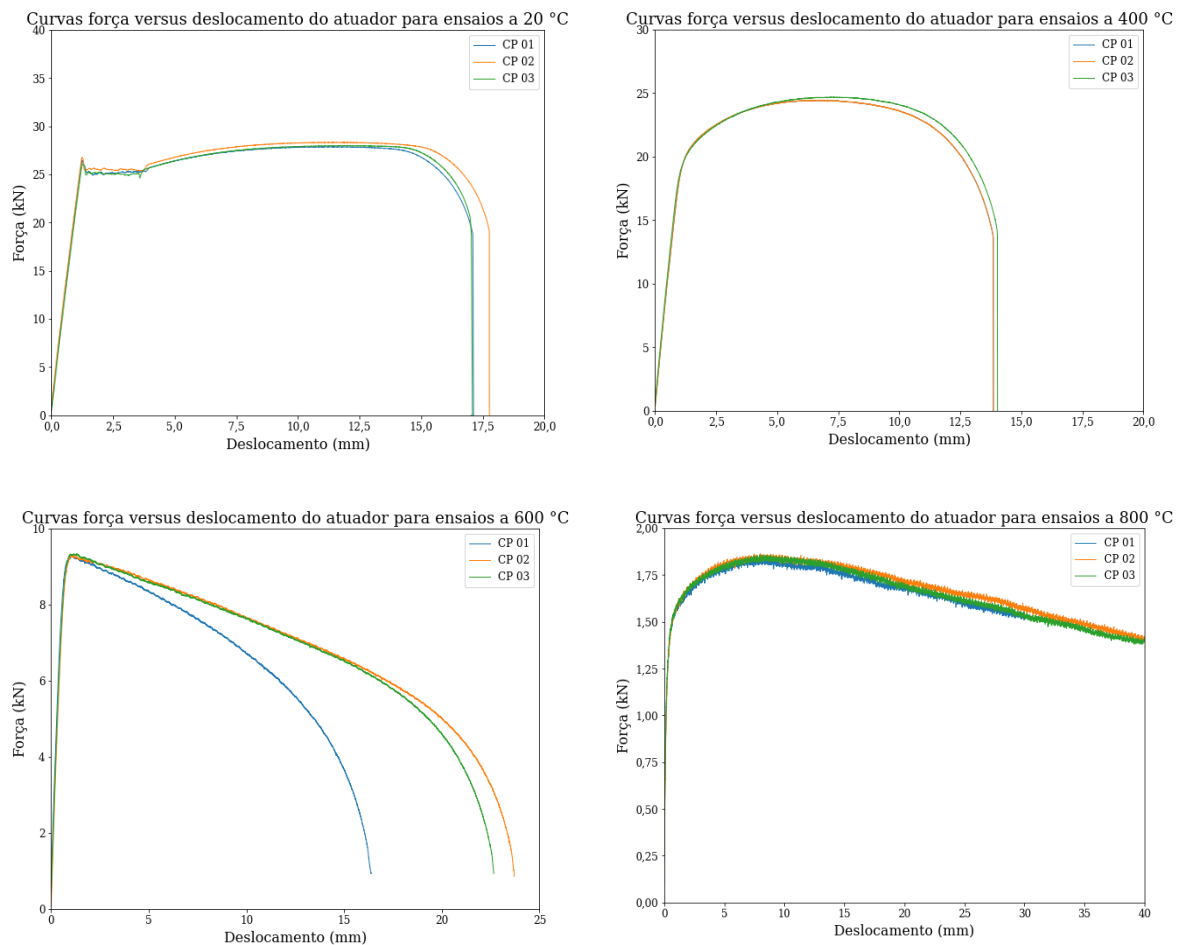 Curvas força versus deslocamento do atuador para ensaios a 20 °C
40
35
30
25
20
15
10
5
0
Força (kN)
CP 01
CP 02
CP 03
0,0 2,5 5,0 7,5 10,0 12,5 15,0 17,5 20,0
Deslocamento (mm)
Curvas força versus deslocamento do atuador para ensaios a 400 °C
30
25
20
15
10
5
0
Força (kN)
CP 01
CP 02
CP 03
0,0 2,5 5,0 7,5 10,0 12,5 15,0 17,5 20,0
Deslocamento (mm)
Curvas força versus deslocamento do atuador para ensaios a 600 °C
10
8
6
4
2
0
Força (kN)
CP 01
CP 02
CP 03
0 5 10 15 20 25
Deslocamento (mm)
Curvas força versus deslocamento do atuador para ensaios a 800 °C
2,00
1,75
1,50
1,25
1,00
0,75
0,50
0,25
0,00
Força (kN)
CP 01
CP 02
CP 03
0 5 10 15 20 25 30 35 40
Deslocamento (mm)